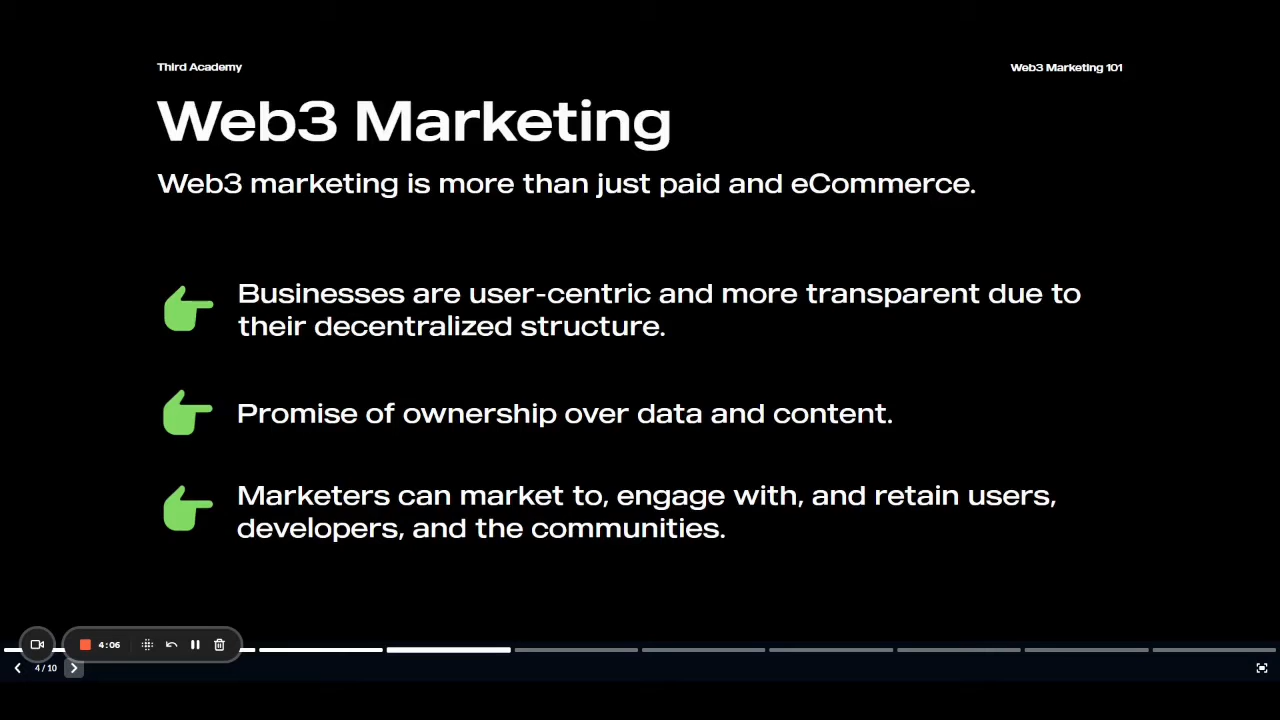 Third Academy
Web3 Marketing 101
Web3 Marketing
Web3 marketing is more than just paid and eCommerce.
Businesses are user-centric and more transparent due to
their decentralized structure.
Promise of ownership over data and content.
Marketers can market to, engage with, and retain users,
developers, and the communities.
4:06
4 / 10